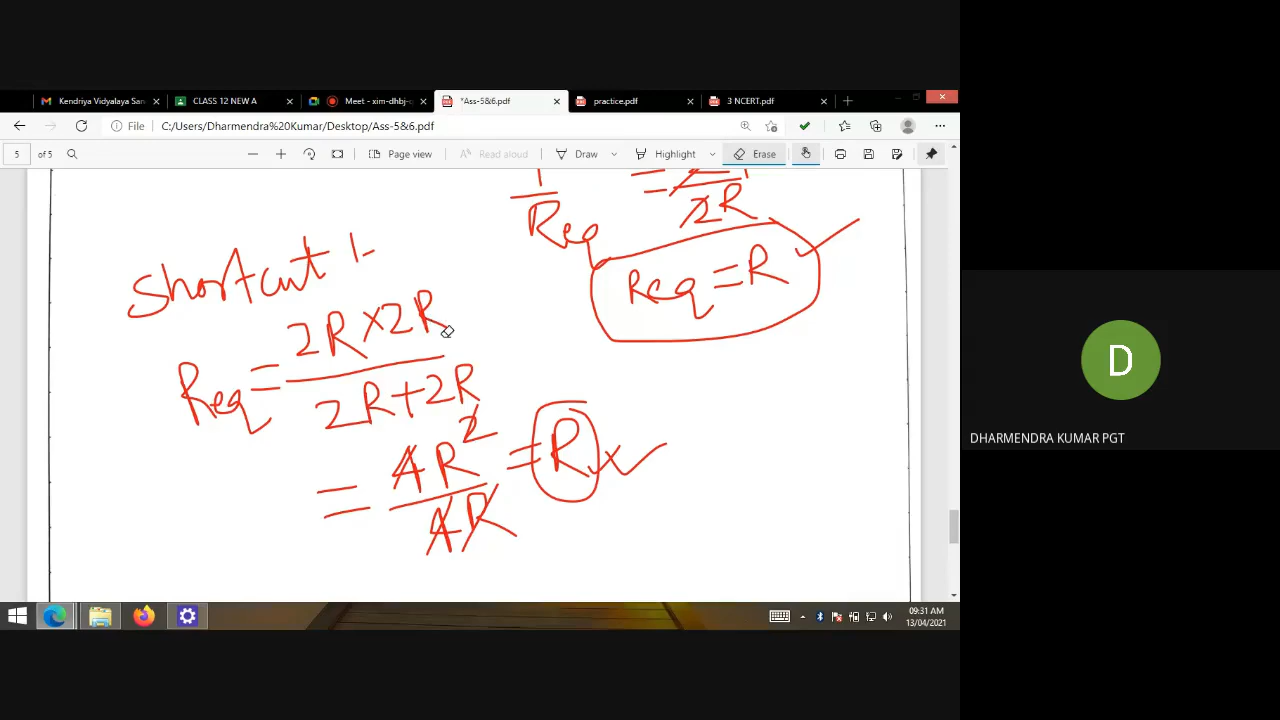 Kendriya Vidyalaya San
CLASS 12 NEW A
Meet - xim-dhbj-
*Ass-5&6.pdf
practice.pdf
3 NCERT.pdf
File
C:/Users/Dharmendra%20Kumar/Desktop/Ass-5&6.pdf
5 of 5
Page view
Read aloud
Draw
Highlight
Erase
1/Req = /2R
Req = R
Shortcut :-
Req = 2R×2R
2R+2R
= 4R² = R
4R
DHARMENDRA KUMAR PGT
D
09:31 AM
13/04/2021